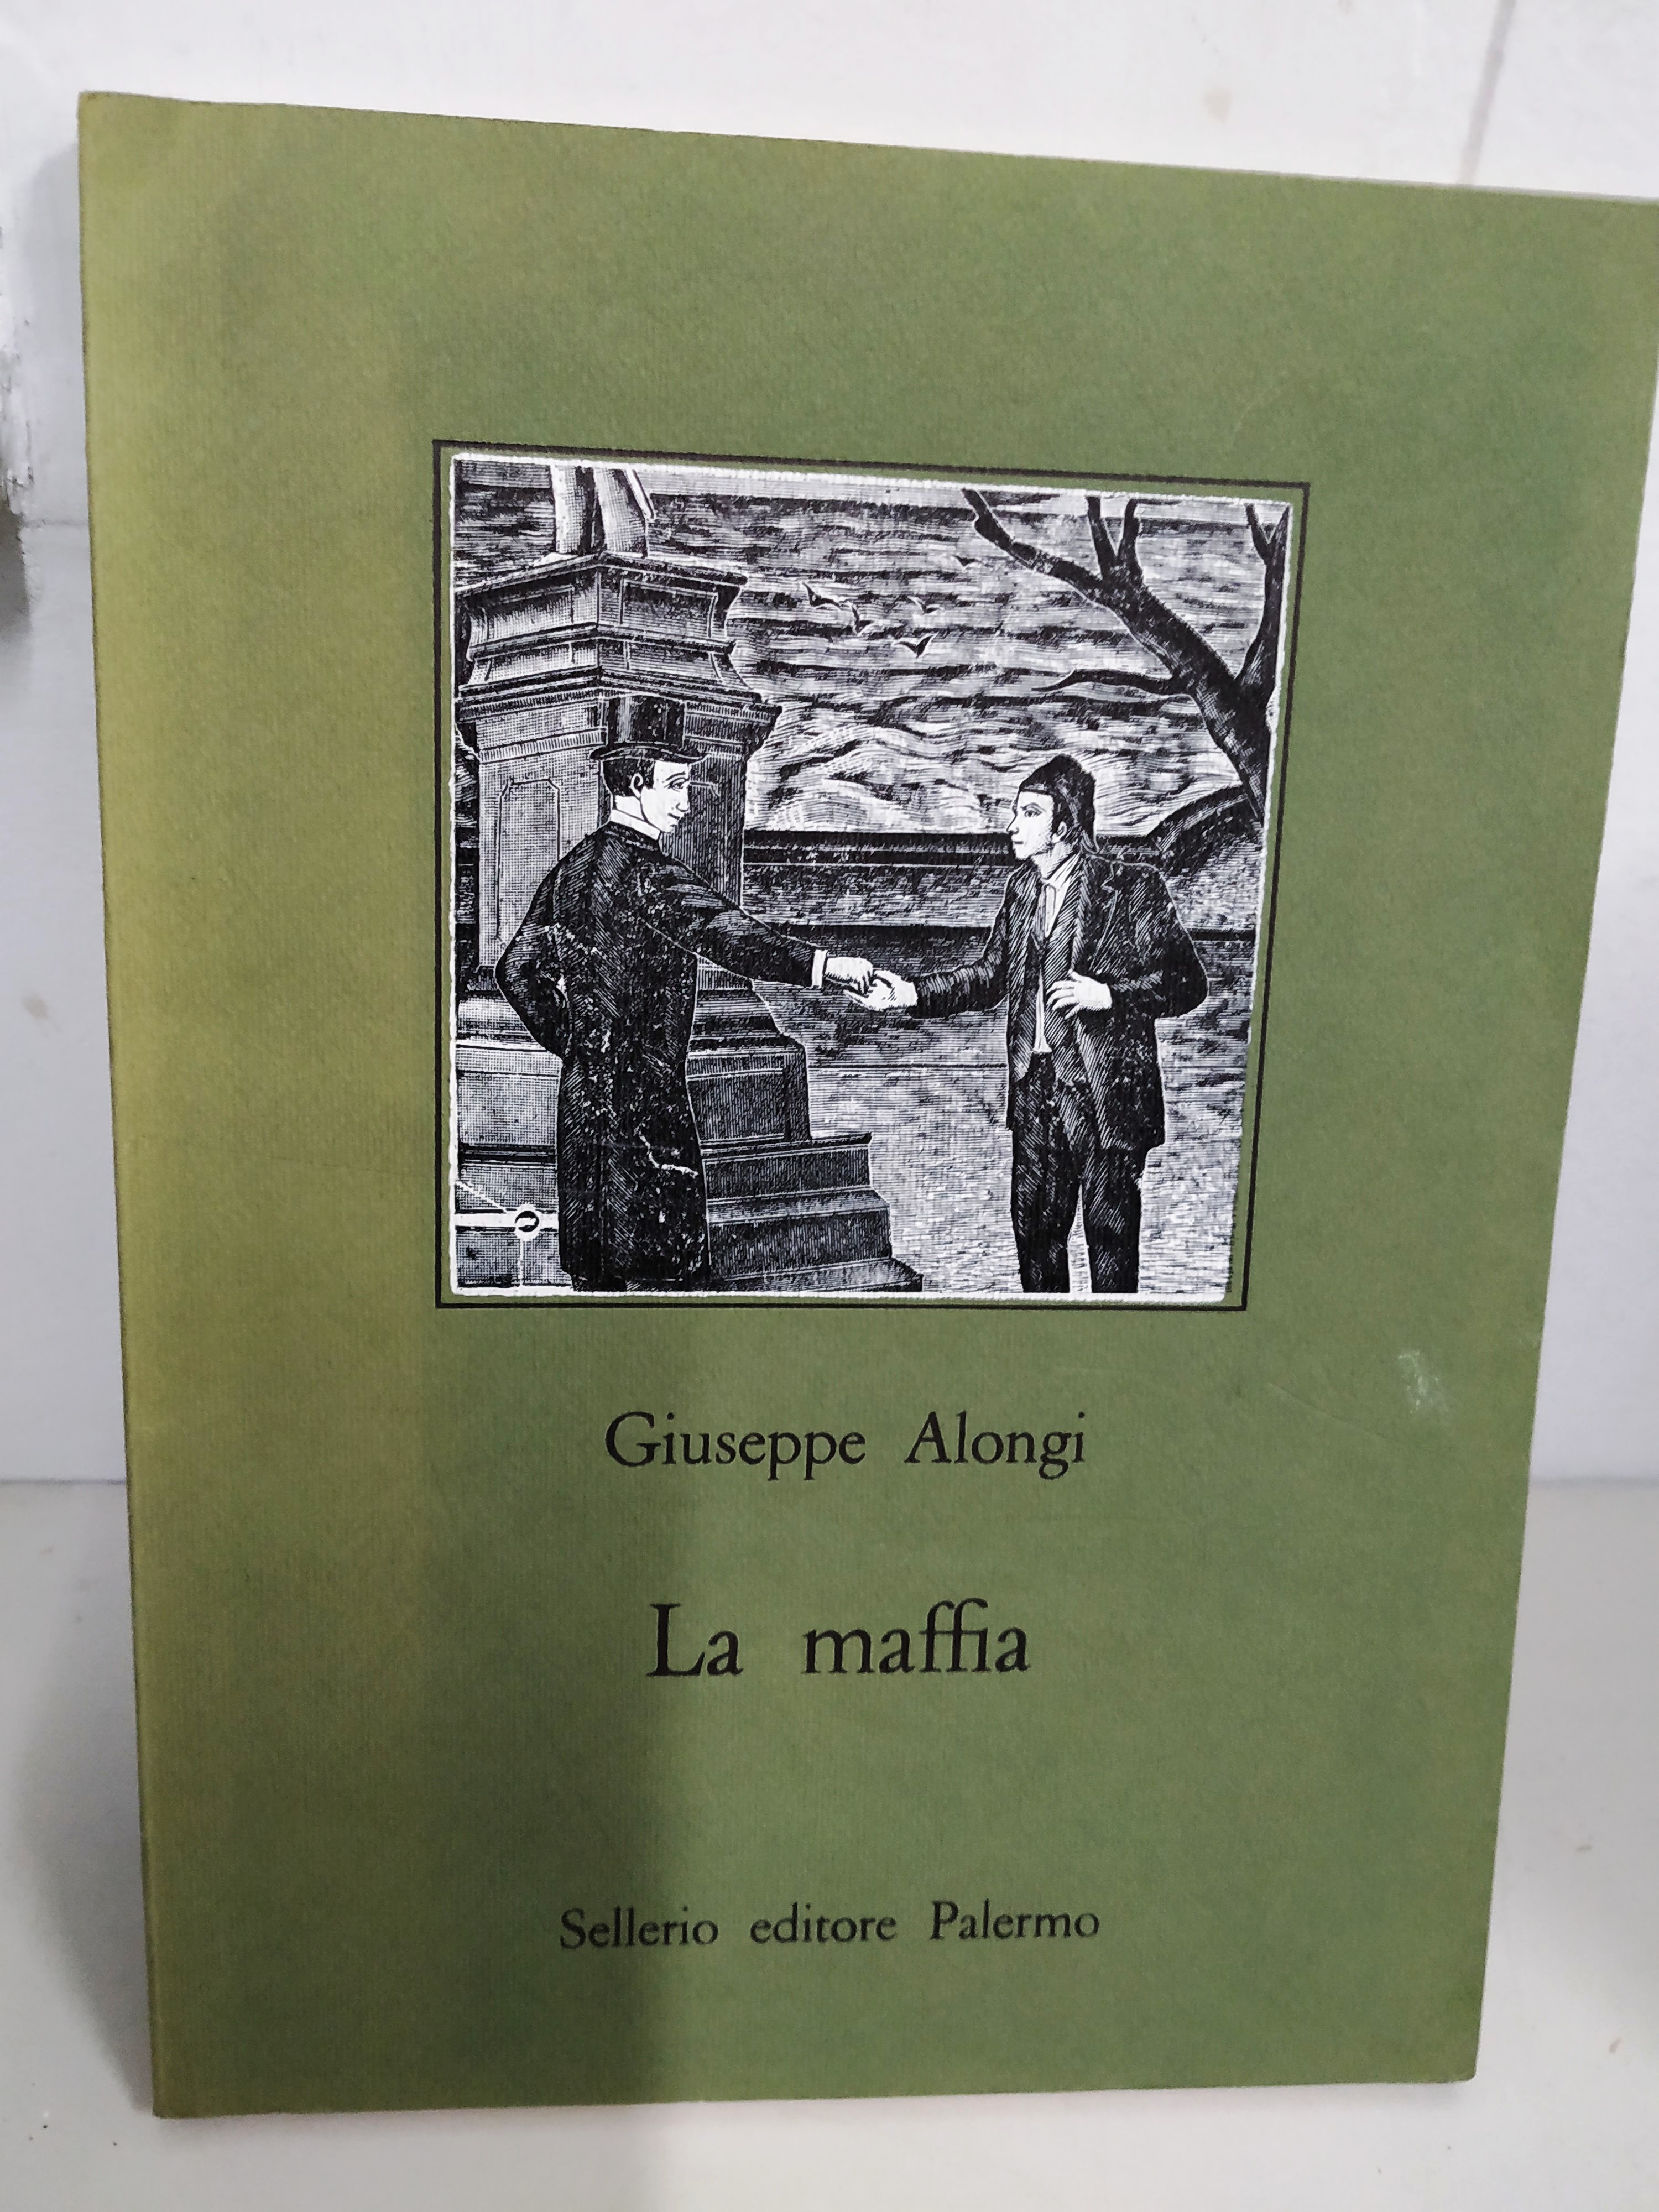 Giuseppe Alongi
La maffia
Sellerio editore Palermo